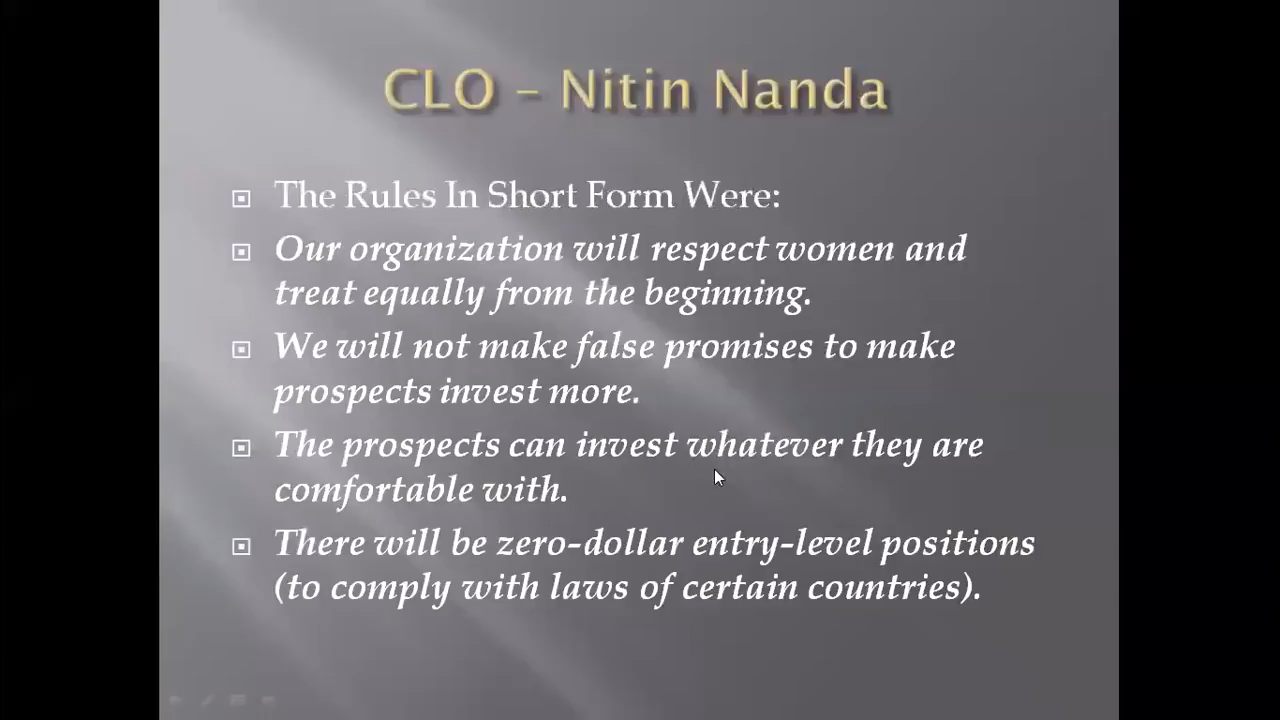 CLO – Nitin Nanda
The Rules In Short Form Were:
Our organization will respect women and
treat equally from the beginning.
We will not make false promises to make
prospects invest more.
The prospects can invest whatever they are
comfortable with.
There will be zero-dollar entry-level positions
(to comply with laws of certain countries).